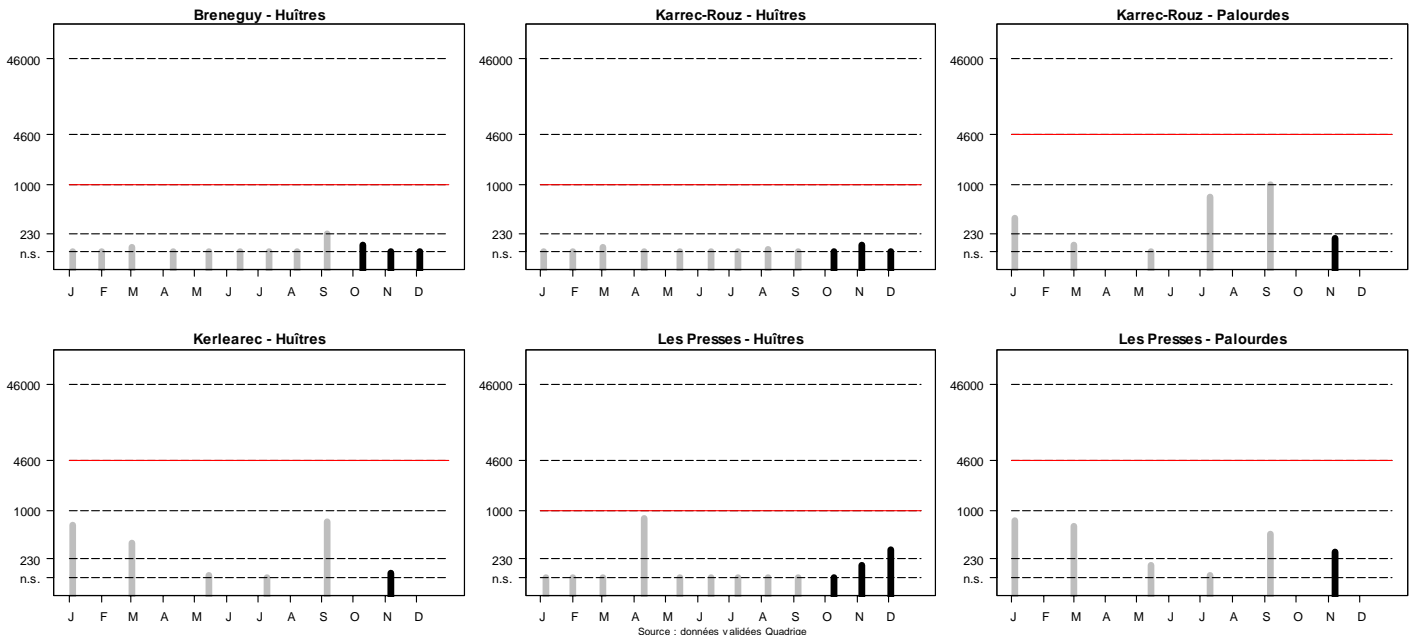 Breneguy - Huîtres
46000
4600
1000
230
n.s.
J F M A M J J A S O N D
Karrec-Rouz - Huîtres
46000
4600
1000
230
n.s.
J F M A M J J A S O N D
Karrec-Rouz - Palourdes
46000
4600
1000
230
n.s.
J F M A M J J A S O N D
Kerlearec - Huîtres
46000
4600
1000
230
n.s.
J F M A M J J A S O N D
Les Presses - Huîtres
46000
4600
1000
230
n.s.
J F M A M J J A S O N D
Les Presses - Palourdes
46000
4600
1000
230
n.s.
J F M A M J J A S O N D
Source : données validées Quadrige